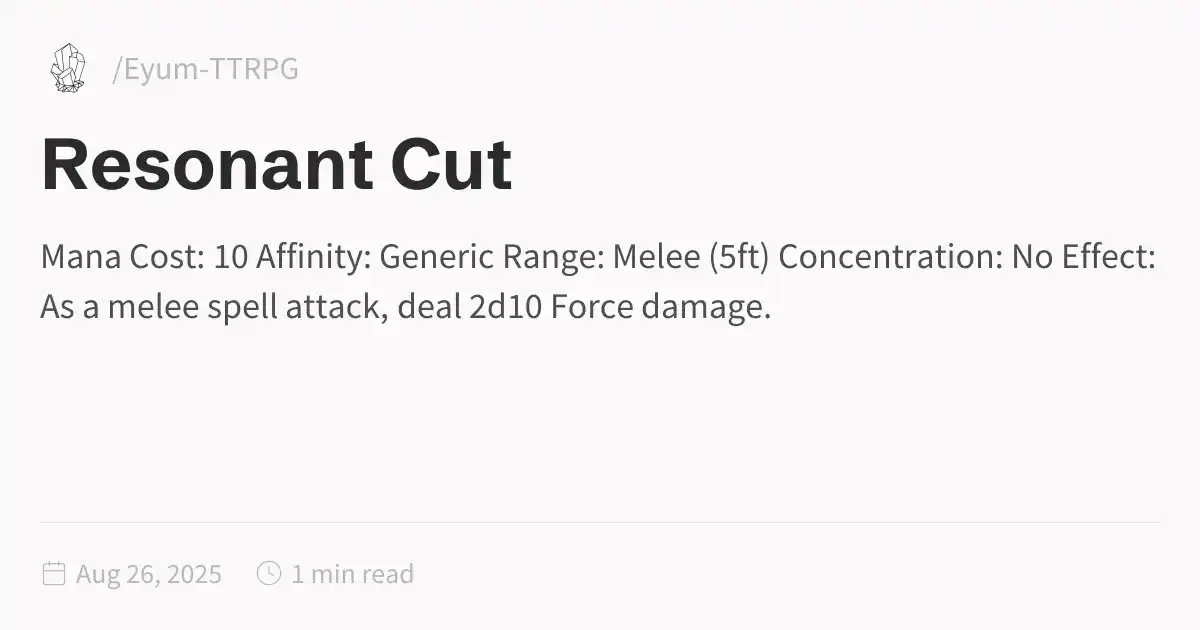 /Eyum-TTRPG
Resonant Cut
Mana Cost: 10 Affinity: Generic Range: Melee (5ft) Concentration: No Effect:
As a melee spell attack, deal 2d10 Force damage.
Aug 26, 2025 1 min read